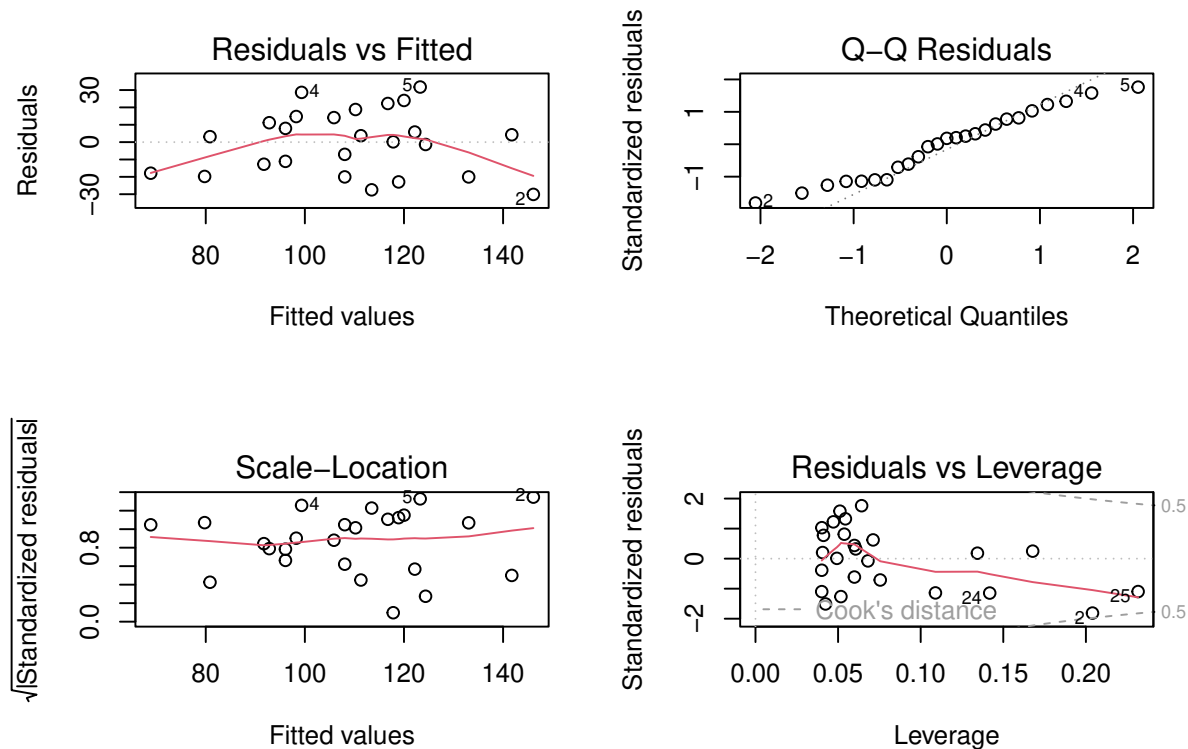 Residuals vs Fitted
Residuals
30
0
−30
4
5
2
80 100 120 140
Fitted values
Q−Q Residuals
Standardized residuals
1
−1
4
5
2
−2 −1 0 1 2
Theoretical Quantiles
Scale−Location
√|Standardized residuals|
0.8
0.0
4
5
2
80 100 120 140
Fitted values
Residuals vs Leverage
Standardized residuals
2
0
−2
0.5
0.5
24
25
2
Cook's distance
0.00 0.05 0.10 0.15 0.20
Leverage